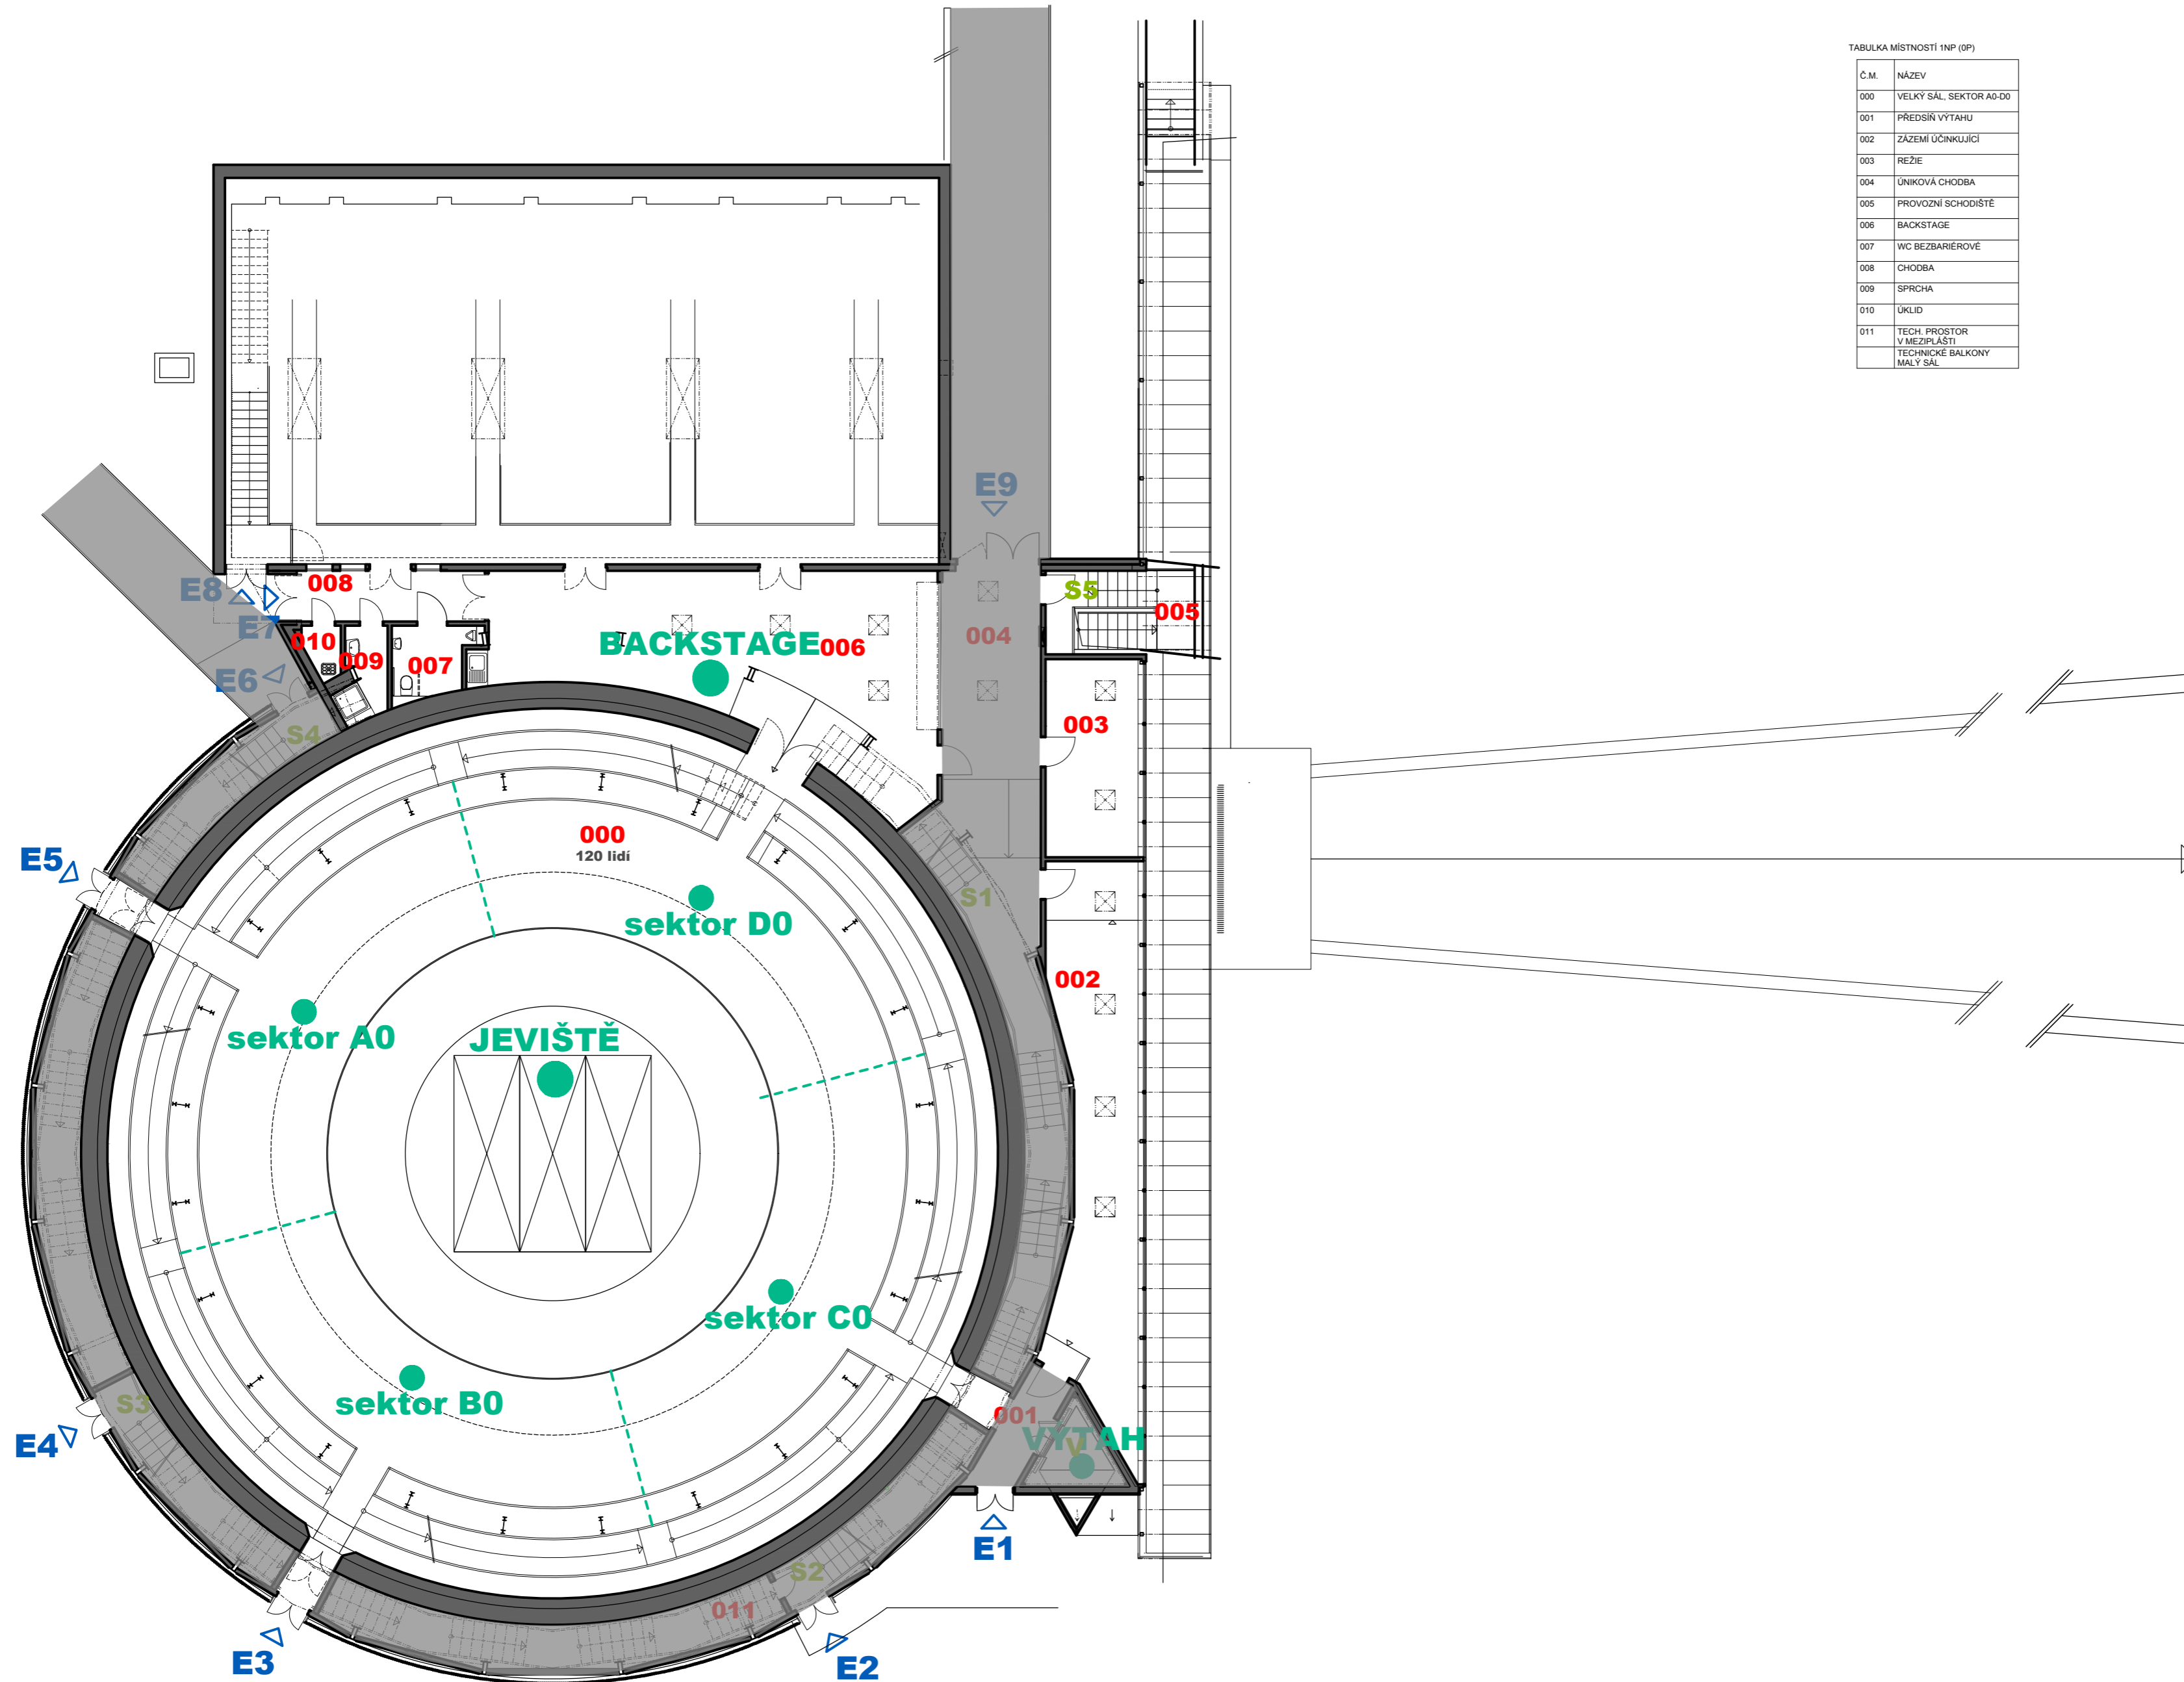 TABULKA MÍSTNOSTÍ 1NP (0P)
Č.M. NÁZEV
000 VELKÝ SÁL, SEKTOR A0-D0
001 PŘEDSÍŇ VÝTAHU
002 ZÁZEMÍ ÚČINKUJÍCÍ
003 REŽIE
004 ÚNIKOVÁ CHODBA
005 PROVOZNÍ SCHODIŠTĚ
006 BACKSTAGE
007 WC BEZBARIÉROVÉ
008 CHODBA
009 SPRCHA
010 ÚKLID
011 TECH. PROSTOR
V MEZIPLÁŠTI
TECHNICKÉ BALKONY
MALÝ SÁL
E9
E8
008
S5
005
E7
010
009
007
BACKSTAGE
006
004
E6
S4
003
000
120 lidí
E5
S1
sektor D0
002
sektor A0
JEVIŠTĚ
sektor C0
sektor B0
S3
001
VÝTAH
V
E4
E1
S2
011
E3
E2